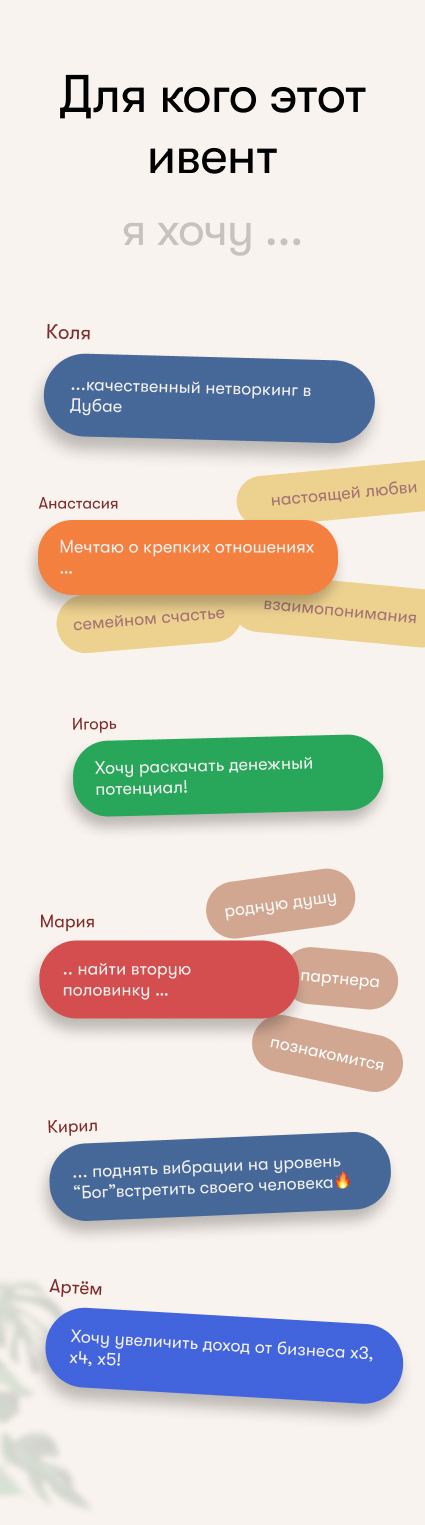 Для кого этот
ивент
я хочу ...
Коля
...качественный нетворкинг в
Дубае
настоящей любви
Анастасия
Мечтаю о крепких отношениях
...
взаимопонимания
семейном счастье
Игорь
Хочу раскачать денежный
потенциал!
родную душу
Мария
.. найти вторую
половинку ...
партнера
познакомится
Кирил
... поднять вибрации на уровень
“Бог”встретить своего человека🔥
Артём
Хочу увеличить доход от бизнеса х3,
х4, х5!